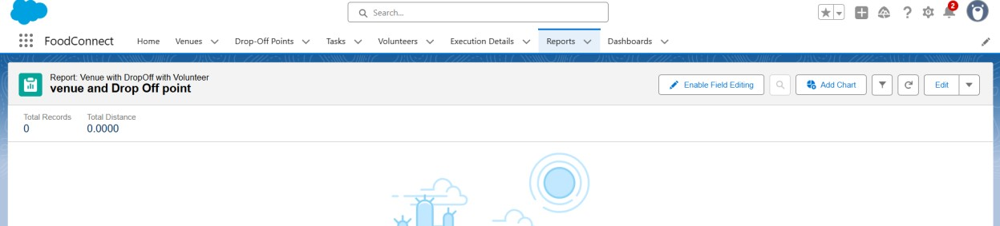 Search...
2
FoodConnect Home Venues Drop-Off Points Tasks Volunteers Execution Details Reports Dashboards
Report: Venue with DropOff with Volunteer
venue and Drop Off point
Enable Field Editing Add Chart Edit
Total Records Total Distance
0 0.0000